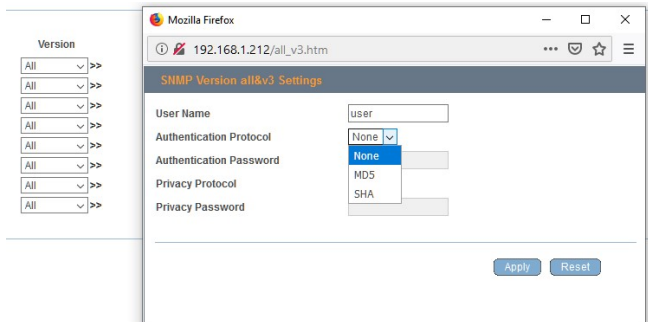 Mozilla Firefox
192.168.1.212/all_v3.htm
Version
SNMP Version all&v3 Settings
All >>
All >>
All >>
All >>
All >>
All >>
All >>
All >>
User Name user
Authentication Protocol None
None
MD5
SHA
Authentication Password
Privacy Protocol
Privacy Password
Apply Reset